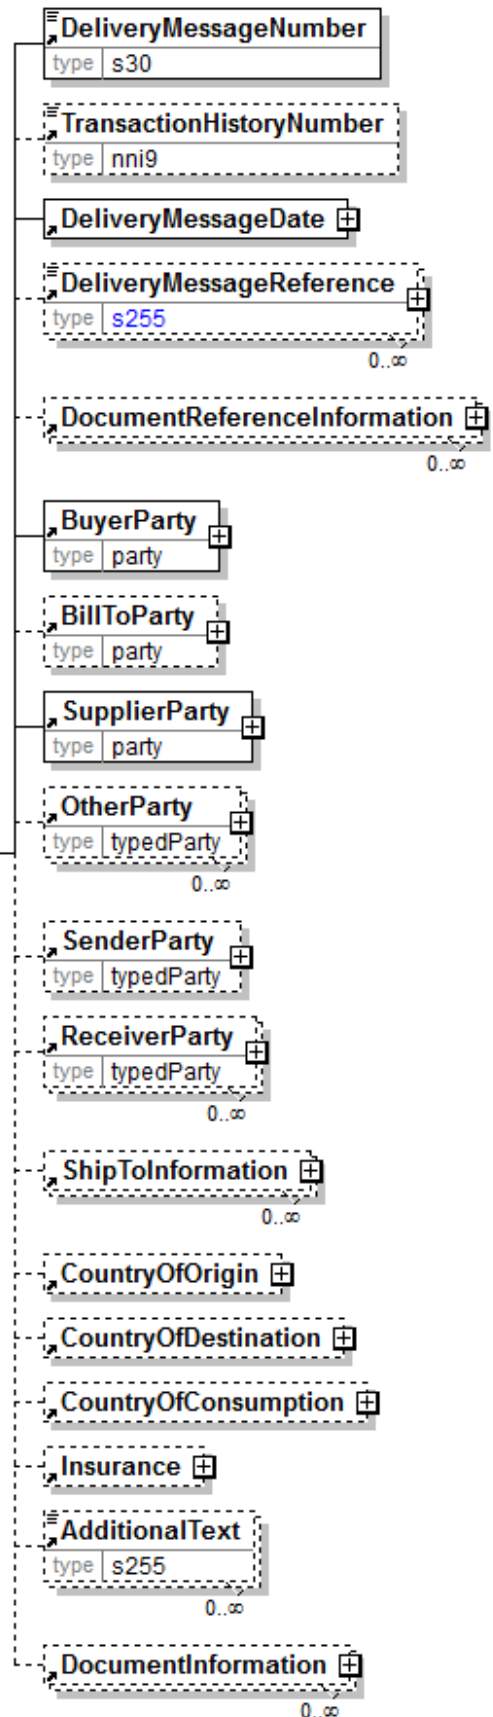 DeliveryMessageNumber
type s30
TransactionHistoryNumber
type nni9
DeliveryMessageDate
DeliveryMessageReference
type s255
0..∞
DocumentReferenceInformation
0..∞
BuyerParty
type party
BillToParty
type party
SupplierParty
type party
OtherParty
type typedParty
0..∞
SenderParty
type typedParty
ReceiverParty
type typedParty
0..∞
ShipToInformation
0..∞
CountryOfOrigin
CountryOfDestination
CountryOfConsumption
Insurance
AdditionalText
type s255
0..∞
DocumentInformation
0..∞